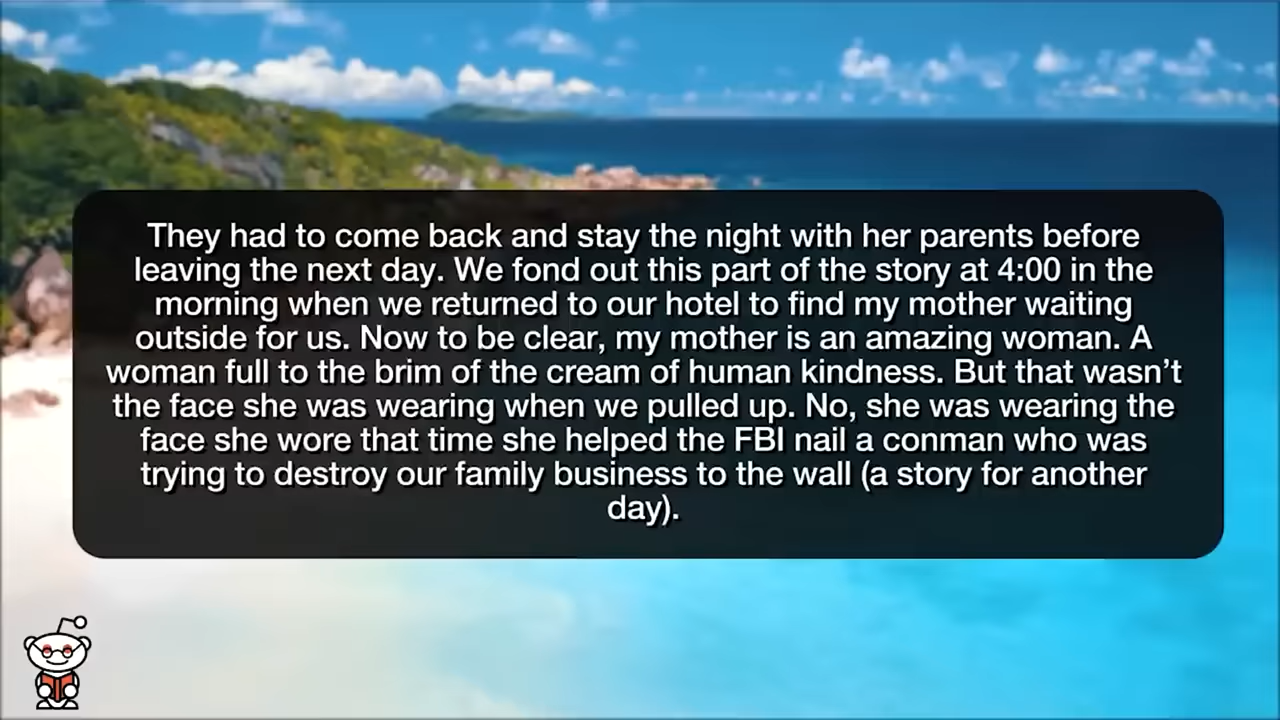 They had to come back and stay the night with her parents before
leaving the next day. We fond out this part of the story at 4:00 in the
morning when we returned to our hotel to find my mother waiting
outside for us. Now to be clear, my mother is an amazing woman. A
woman full to the brim of the cream of human kindness. But that wasn’t
the face she was wearing when we pulled up. No, she was wearing the
face she wore that time she helped the FBI nail a conman who was
trying to destroy our family business to the wall (a story for another
day).